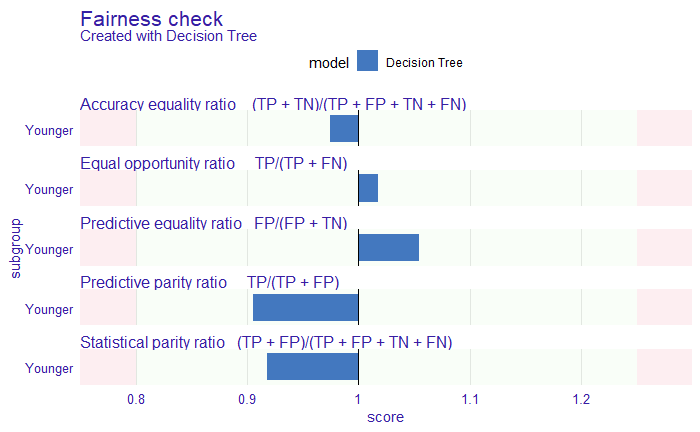 Fairness check
Created with Decision Tree
model Decision Tree
Accuracy equality ratio (TP + TN)/(TP + FP + TN + FN)
Younger
Equal opportunity ratio TP/(TP + FN)
Younger
Predictive equality ratio FP/(FP + TN)
Younger
Predictive parity ratio TP/(TP + FP)
Younger
Statistical parity ratio (TP + FP)/(TP + FP + TN + FN)
Younger
subgroup
0.8 0.9 1 1.1 1.2
score